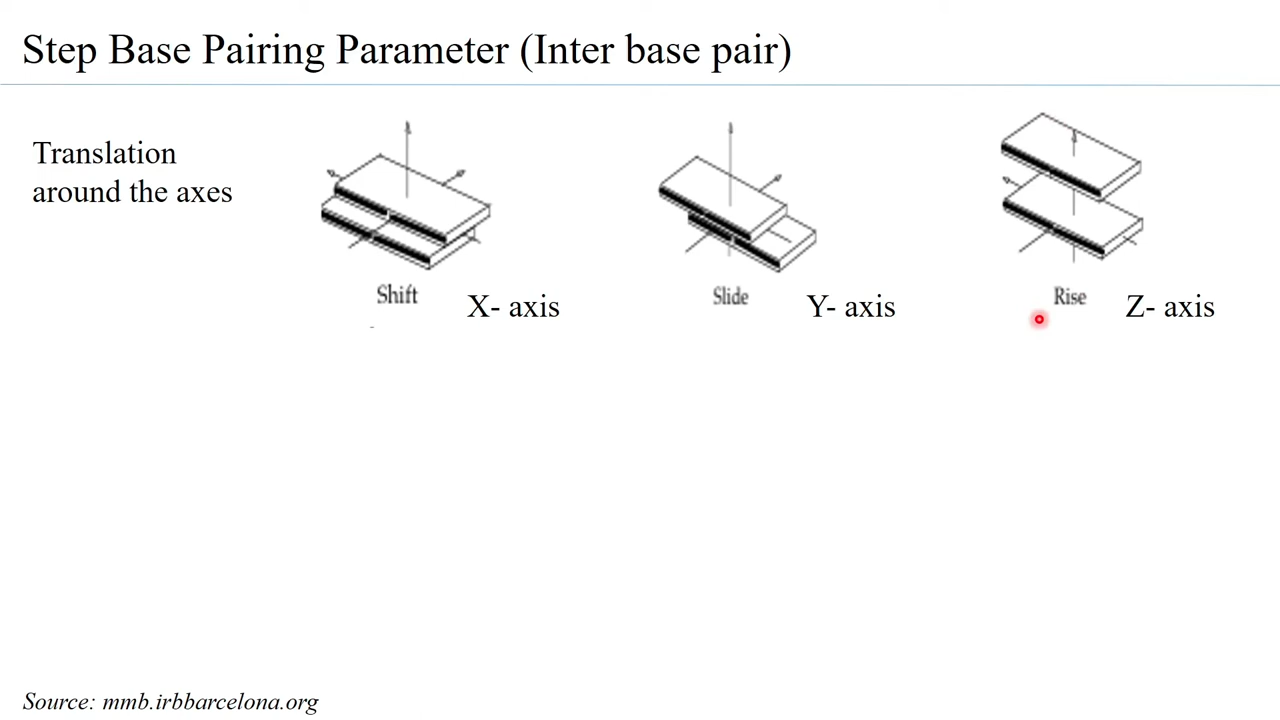 Step Base Pairing Parameter (Inter base pair)
Translation
around the axes
Shift
X- axis
Slide
Y- axis
Rise
Z- axis
Source: mmb.irbbarcelona.org